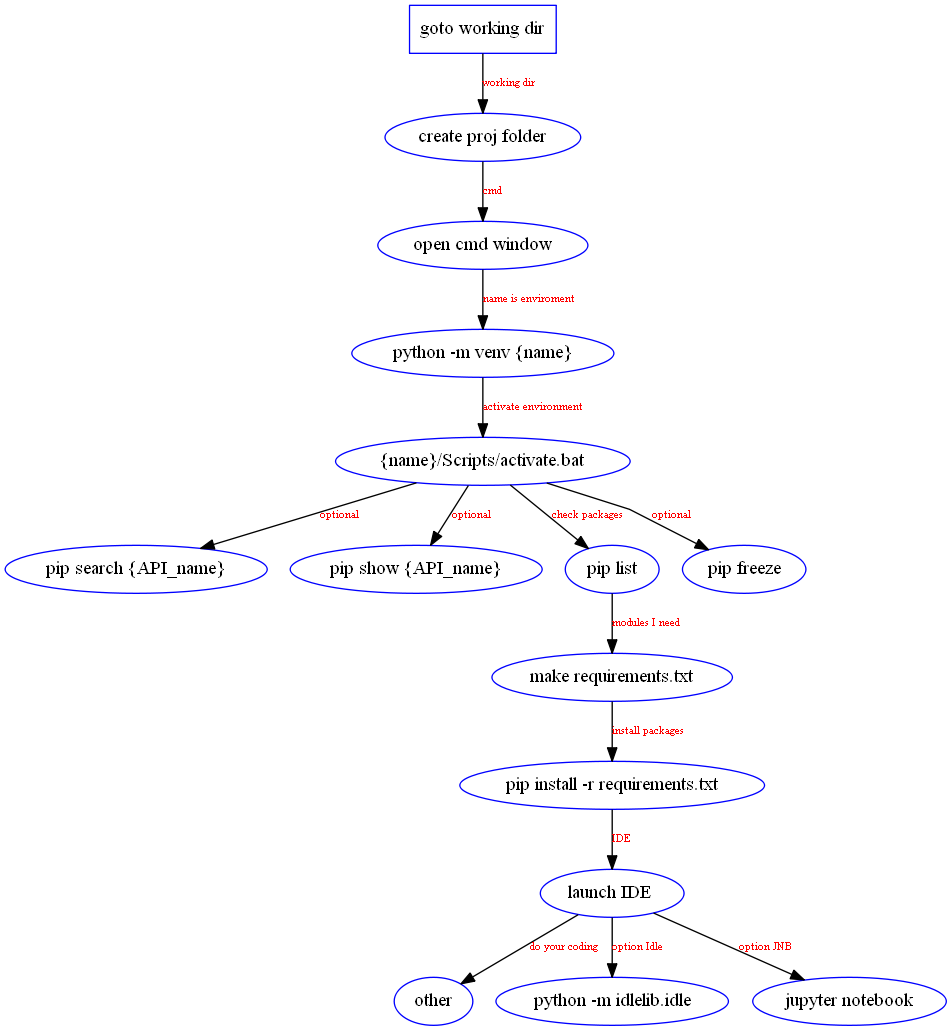 goto working dir
working dir
create proj folder
cmd
open cmd window
name is enviroment
python -m venv {name}
activate environment
{name}/Scripts/activate.bat
optional
optional
check packages
optional
pip search {API_name}
pip show {API_name}
pip list
pip freeze
modules I need
make requirements.txt
install packages
pip install -r requirements.txt
IDE
launch IDE
do your coding
option Idle
option JNB
other
python -m idlelib.idle
jupyter notebook